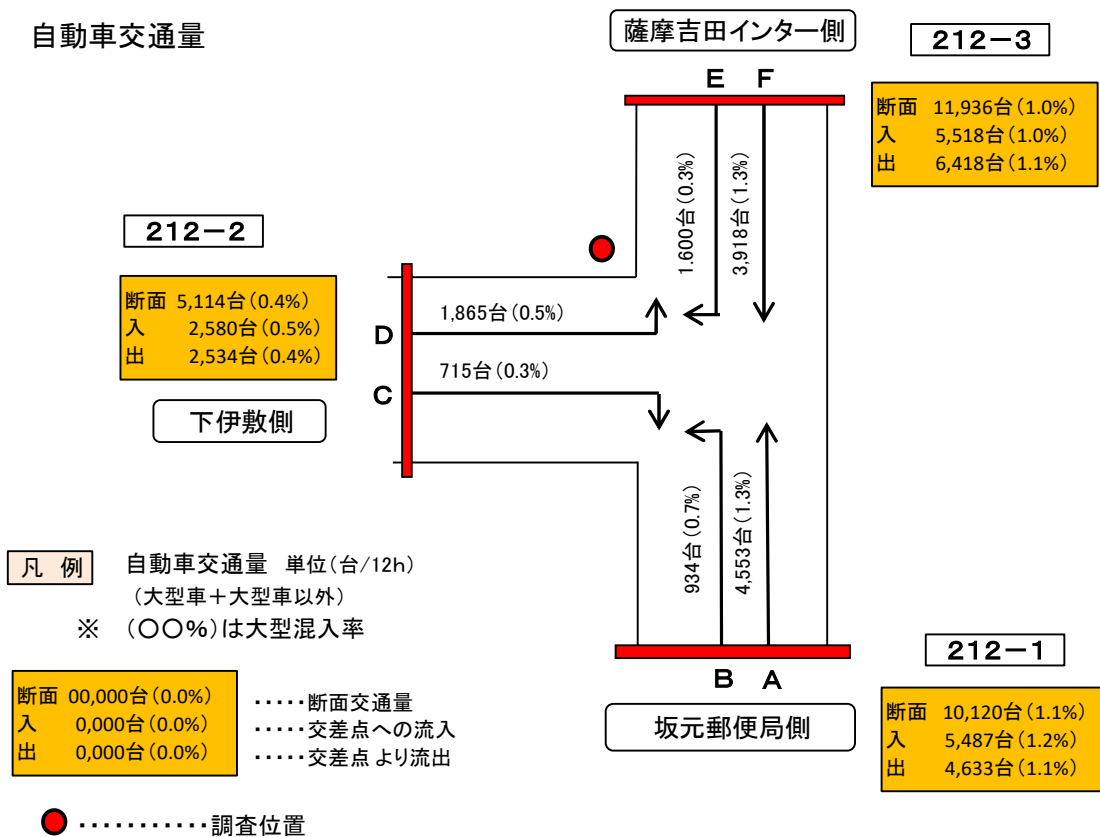 自動車交通量
薩摩吉田インター側
212-3
E F
断面 11,936台(1.0%)
入 5,518台(1.0%)
出 6,418台(1.1%)
1.600台(0.3%)
3,918台(1.3%)
212-2
断面 5,114台(0.4%)
入 2,580台(0.5%)
出 2,534台(0.4%)
1,865台(0.5%)
D
715台(0.3%)
C
下伊敷側
934台(0.7%)
4,553台(1.3%)
凡 例
自動車交通量 単位(台/12h)
(大型車+大型車以外)
※ (〇〇%)は大型混入率
B A
坂元郵便局側
212-1
断面 10,120台(1.1%)
入 5,487台(1.2%)
出 4,633台(1.1%)
断面 00,000台(0.0%) ・・・・・断面交通量
入 0,000台(0.0%) ・・・・・交差点への流入
出 0,000台(0.0%) ・・・・・交差点より流出
・・・・・・・・・・・調査位置